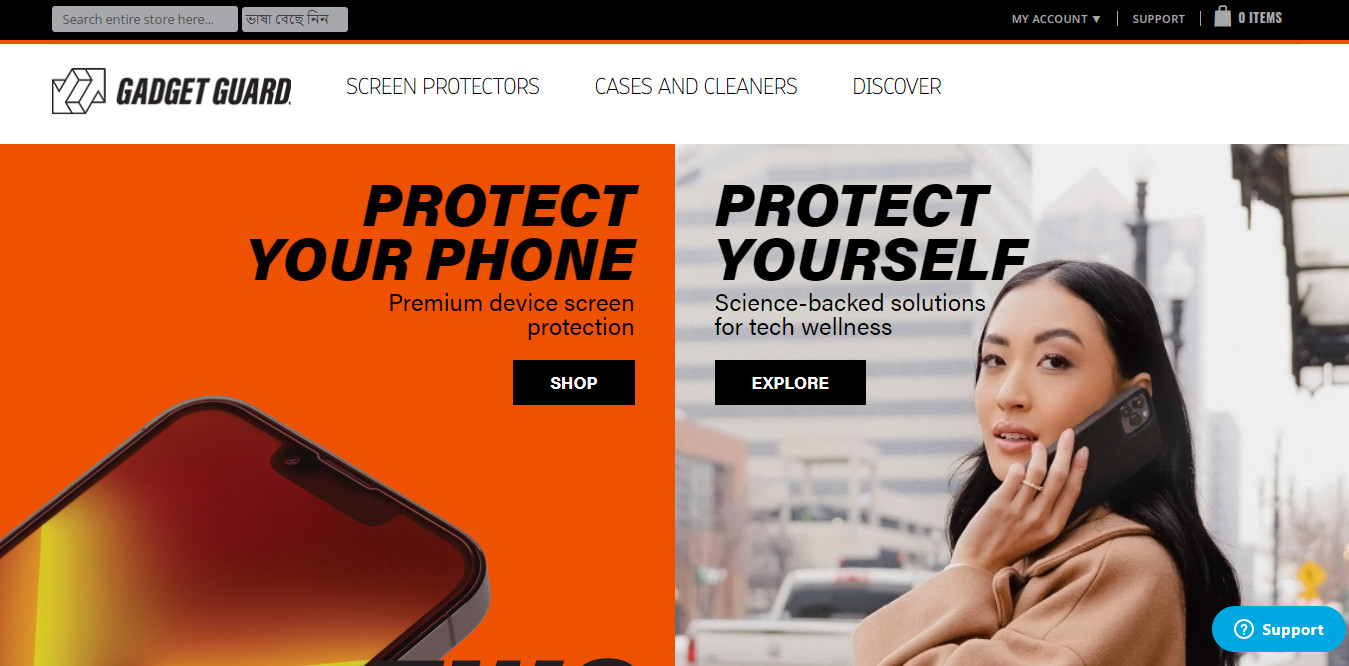 Search entire store here...
ভাষা বেছে নিন
MY ACCOUNT ▼
SUPPORT
0 ITEMS
GADGET GUARD
SCREEN PROTECTORS
CASES AND CLEANERS
DISCOVER
PROTECT
YOUR PHONE
Premium device screen
protection
SHOP
PROTECT
YOURSELF
Science-backed solutions
for tech wellness
EXPLORE
Support